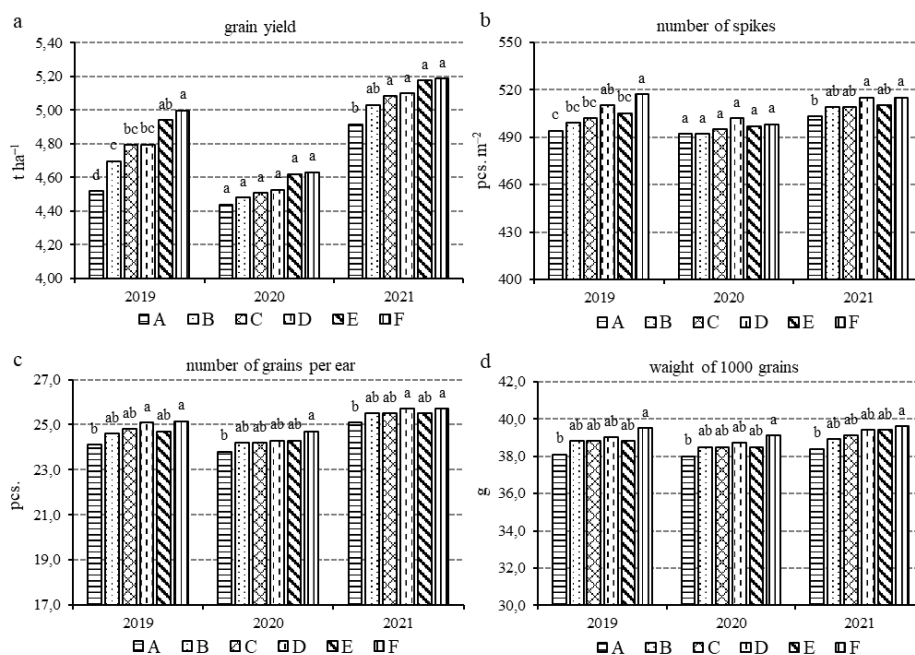 a
grain yield
5,40
5,20
5,00
4,80
4,60
4,40
4,20
4,00
t ha⁻¹
d c bc bc ab a
a a a a a a
b ab a a a a
2019 2020 2021
A B C D E F
b
number of spikes
550
520
490
460
430
400
pcs. m⁻²
c bc bc ab bc a
a a a a a a
b ab ab a ab a
2019 2020 2021
A B C D E F
c
number of grains per ear
27,0
25,0
23,0
21,0
19,0
17,0
pcs.
b ab ab a ab a
b ab ab ab ab a
b ab ab a ab a
2019 2020 2021
A B C D E F
d
waight of 1000 grains
42,0
40,0
38,0
36,0
34,0
32,0
30,0
g
b ab ab ab ab a
b ab ab ab ab a
b ab ab ab ab a
2019 2020 2021
A B C D E F